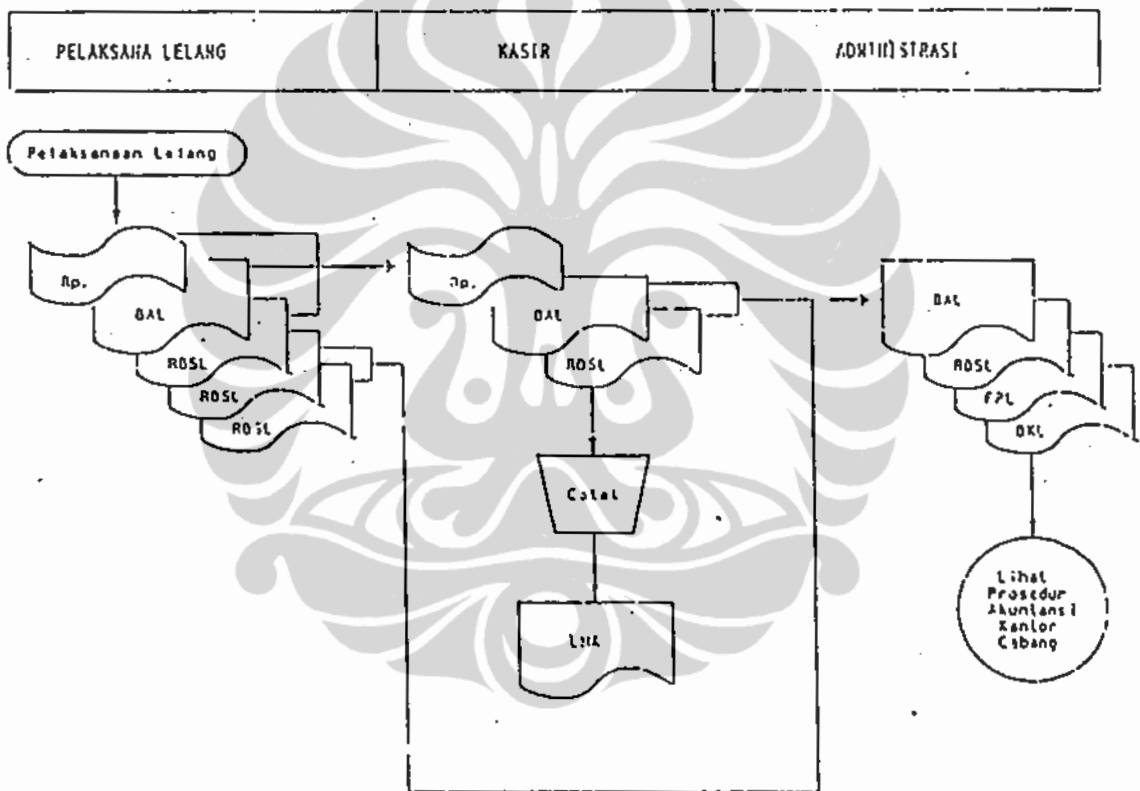 PELAKSANA LELANG
KASIR
ADMINISTRASI
Pelaksanaan Lelang
Rp.
BAL
RDSL
RDSL
RDSL
Rp.
BAL
RDSL
Catat
BAL
RDSL
FPL
DKL
Lihat
Prosedur
Akuntansi
Kantor
Cabang